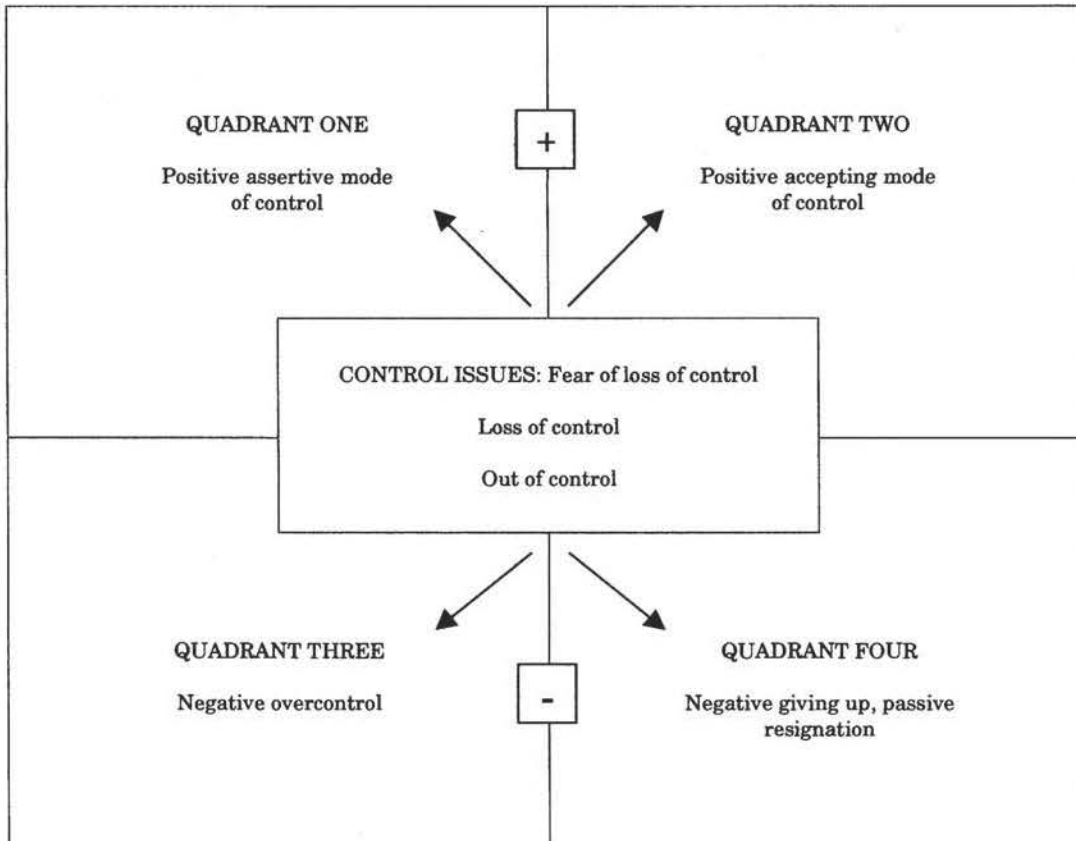 QUADRANT ONE
Positive assertive mode
of control
+
QUADRANT TWO
Positive accepting mode
of control
CONTROL ISSUES: Fear of loss of control
Loss of control
Out of control
QUADRANT THREE
Negative overcontrol
-
QUADRANT FOUR
Negative giving up, passive
resignation